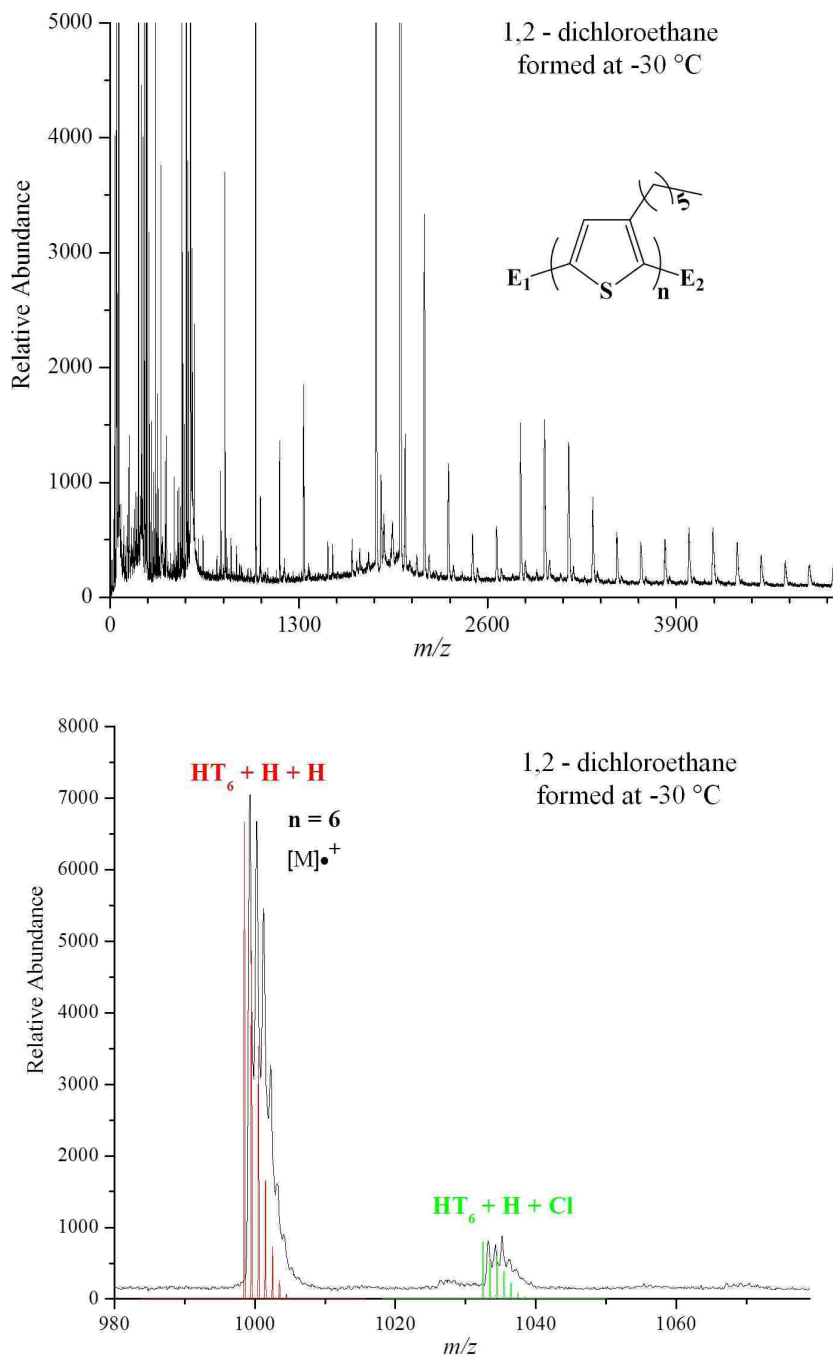 5000
4000
3000
2000
1000
0
Relative Abundance
1,2 - dichloroethane
formed at -30 °C
5
E1
S
n
E2
0
1300
2600
3900
m/z
8000
7000
6000
5000
4000
3000
2000
1000
0
Relative Abundance
HT6 + H + H
n = 6
[M]•+
1,2 - dichloroethane
formed at -30 °C
HT6 + H + Cl
980
1000
1020
1040
1060
m/z